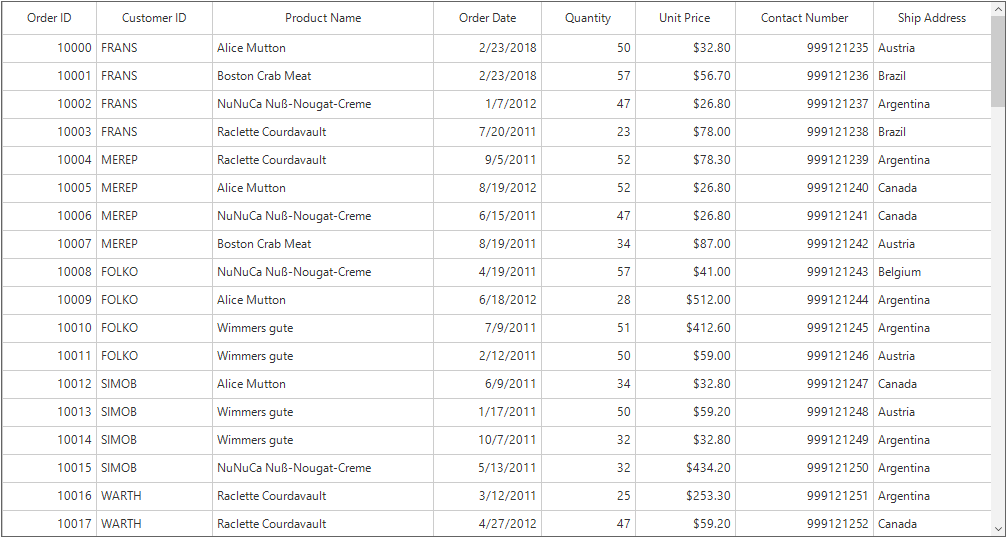 Order ID Customer ID Product Name Order Date Quantity Unit Price Contact Number Ship Address
10000 FRANS Alice Mutton 2/23/2018 50 $32.80 999121235 Austria
10001 FRANS Boston Crab Meat 2/23/2018 57 $56.70 999121236 Brazil
10002 FRANS NuNuCa Nuß-Nougat-Creme 1/7/2012 47 $26.80 999121237 Argentina
10003 FRANS Raclette Courdavault 7/20/2011 23 $78.00 999121238 Brazil
10004 MEREP Raclette Courdavault 9/5/2011 52 $78.30 999121239 Argentina
10005 MEREP Alice Mutton 8/19/2012 52 $26.80 999121240 Canada
10006 MEREP NuNuCa Nuß-Nougat-Creme 6/15/2011 47 $26.80 999121241 Canada
10007 MEREP Boston Crab Meat 8/19/2011 34 $87.00 999121242 Austria
10008 FOLKO NuNuCa Nuß-Nougat-Creme 4/19/2011 57 $41.00 999121243 Belgium
10009 FOLKO Alice Mutton 6/18/2012 28 $512.00 999121244 Argentina
10010 FOLKO Wimmers gute 7/9/2011 51 $412.60 999121245 Argentina
10011 FOLKO Wimmers gute 2/12/2011 50 $59.00 999121246 Austria
10012 SIMOB Alice Mutton 6/9/2011 34 $32.80 999121247 Canada
10013 SIMOB Wimmers gute 1/17/2011 50 $59.20 999121248 Austria
10014 SIMOB Wimmers gute 10/7/2011 32 $32.80 999121249 Argentina
10015 SIMOB NuNuCa Nuß-Nougat-Creme 5/13/2011 32 $434.20 999121250 Argentina
10016 WARTH Raclette Courdavault 3/12/2011 25 $253.30 999121251 Argentina
10017 WARTH Raclette Courdavault 4/27/2012 47 $59.20 999121252 Canada